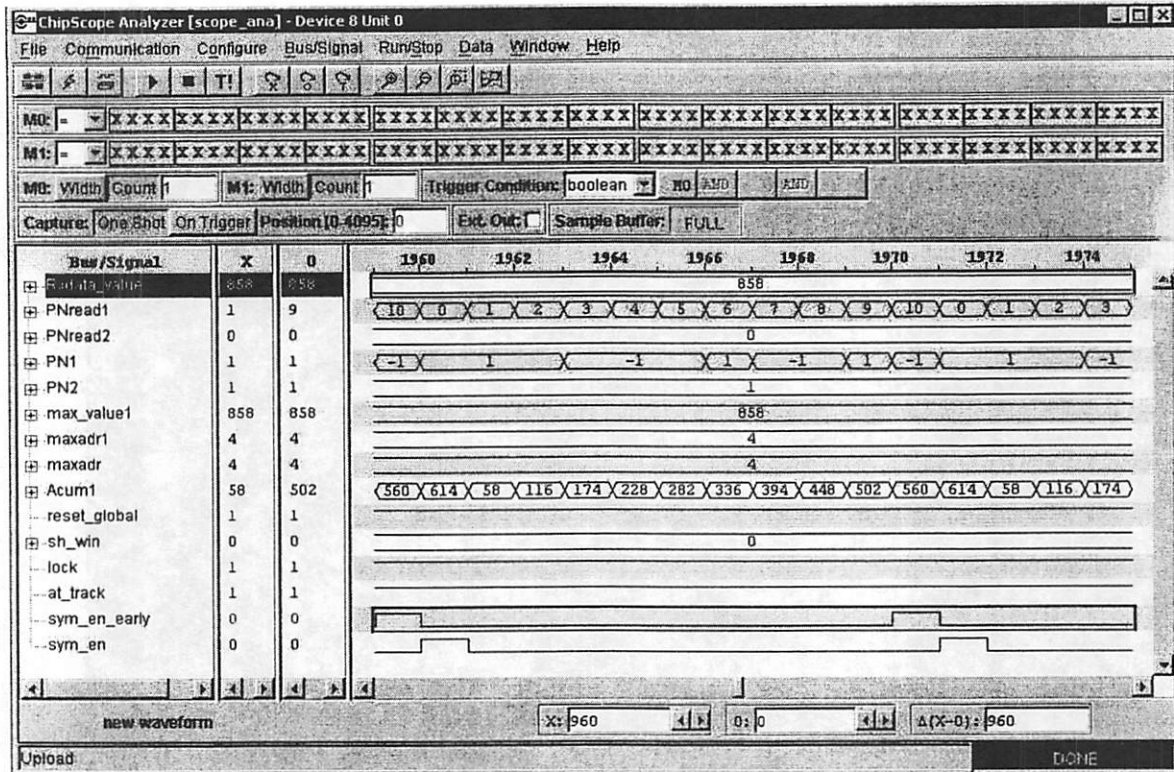 ChipScope Analyzer [scope_ana] - Device 8 Unit 0
File Communication Configure Bus/Signal Run/Stop Data Window Help
T!
M0: = XXXX XXXX XXXX XXXX XXXX XXXX XXXX XXXX XXXX XXXX XXXX XXXX XXXX XXXX XXXX XXXX
M1: = XXXX XXXX XXXX XXXX XXXX XXXX XXXX XXXX XXXX XXXX XXXX XXXX XXXX XXXX XXXX XXXX
M0: Width Count 1 M1: Width Count 1 Trigger Condition: boolean M0 AND AND
Capture: One Shot On Trigger Position [0-4095]: 0 Ext. Out: Sample Buffer: FULL
Bus/Signal X O 1960 1962 1964 1966 1968 1970 1972 1974
Rdata_value 858 858 858
PNread1 1 9 10 0 1 2 3 4 5 6 7 8 9 10 0 1 2 3
PNread2 0 0 0
PN1 1 1 -1 1 -1 1 -1 1 -1 1 -1
PN2 1 1 1
max_value1 858 858 858
maxadr1 4 4 4
maxadr 4 4 4
Acum1 58 502 560 614 58 116 174 228 282 336 394 448 502 560 614 58 116 174
reset_global 1 1
sh_win 0 0 0
lock 1 1
at_track 1 1
sym_en_early 0 0
sym_en 0 0
new waveform X: 960 O: 0 Δ(X-O): 960
Upload DONE